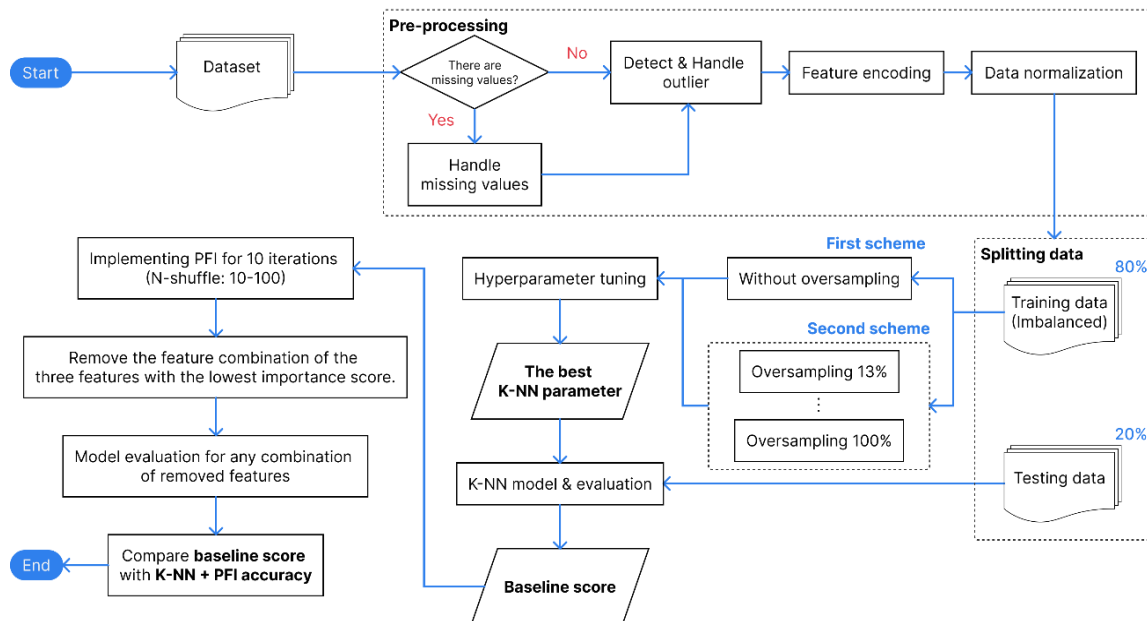 Pre-processing
Start
Dataset
There are
missing values?
No
Yes
Handle
missing values
Detect & Handle
outlier
Feature encoding
Data normalization
Splitting data
80%
Training data
(Imbalanced)
20%
Testing data
First scheme
Without oversampling
Second scheme
Oversampling 13%
⋮
Oversampling 100%
Hyperparameter tuning
The best
K-NN parameter
K-NN model & evaluation
Baseline score
Implementing PFI for 10 iterations
(N-shuffle: 10-100)
Remove the feature combination of the
three features with the lowest importance score.
Model evaluation for any combination
of removed features
Compare baseline score
with K-NN + PFI accuracy
End